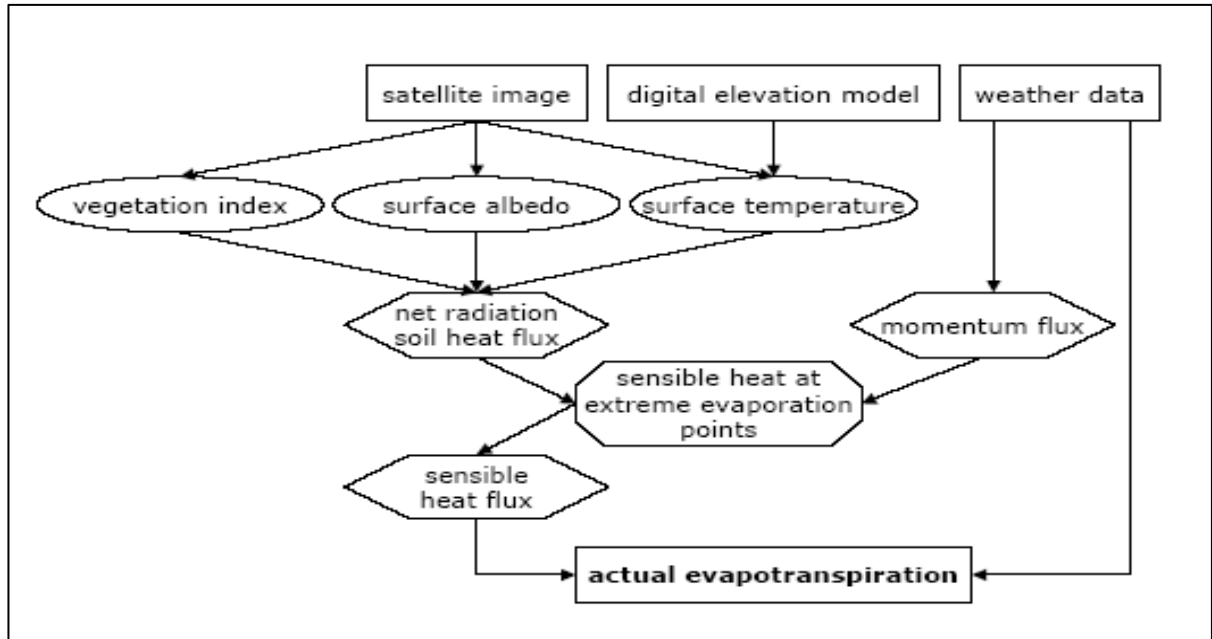 satellite image
digital elevation model
weather data
vegetation index
surface albedo
surface temperature
net radiation
soil heat flux
momentum flux
sensible heat at
extreme evaporation
points
sensible
heat flux
actual evapotranspiration